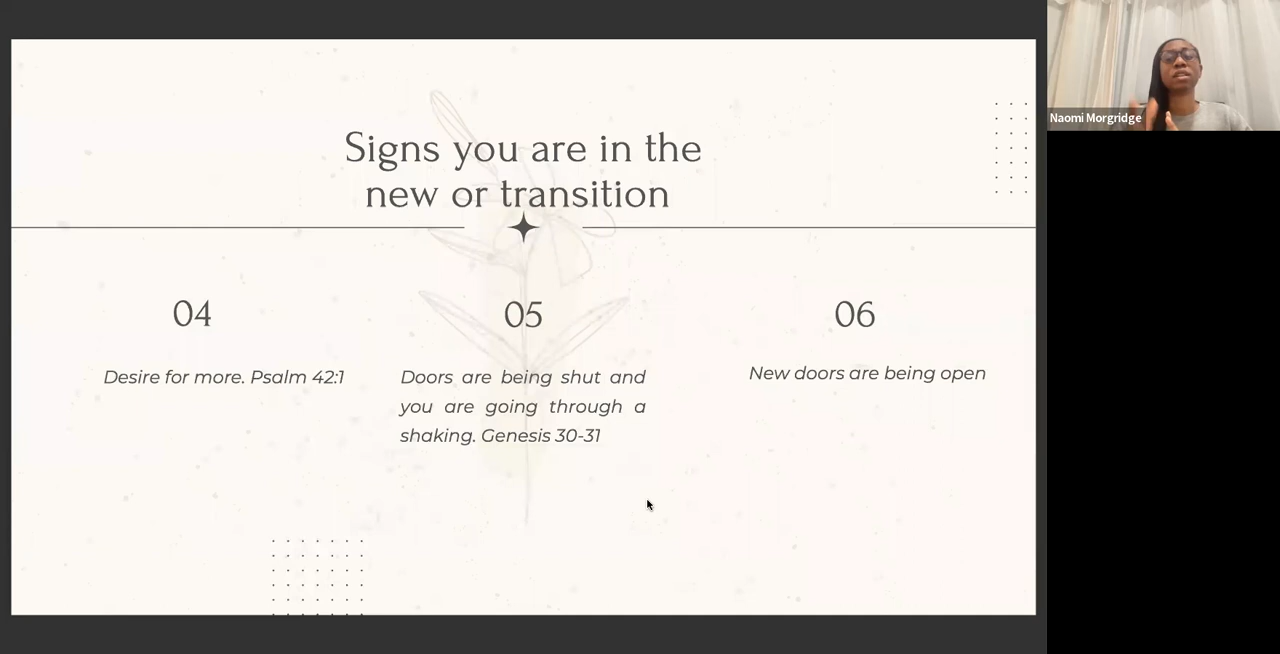 Signs you are in the
new or transition
04
Desire for more. Psalm 42:1
05
Doors are being shut and
you are going through a
shaking. Genesis 30-31
06
New doors are being open
Naomi Morgridge